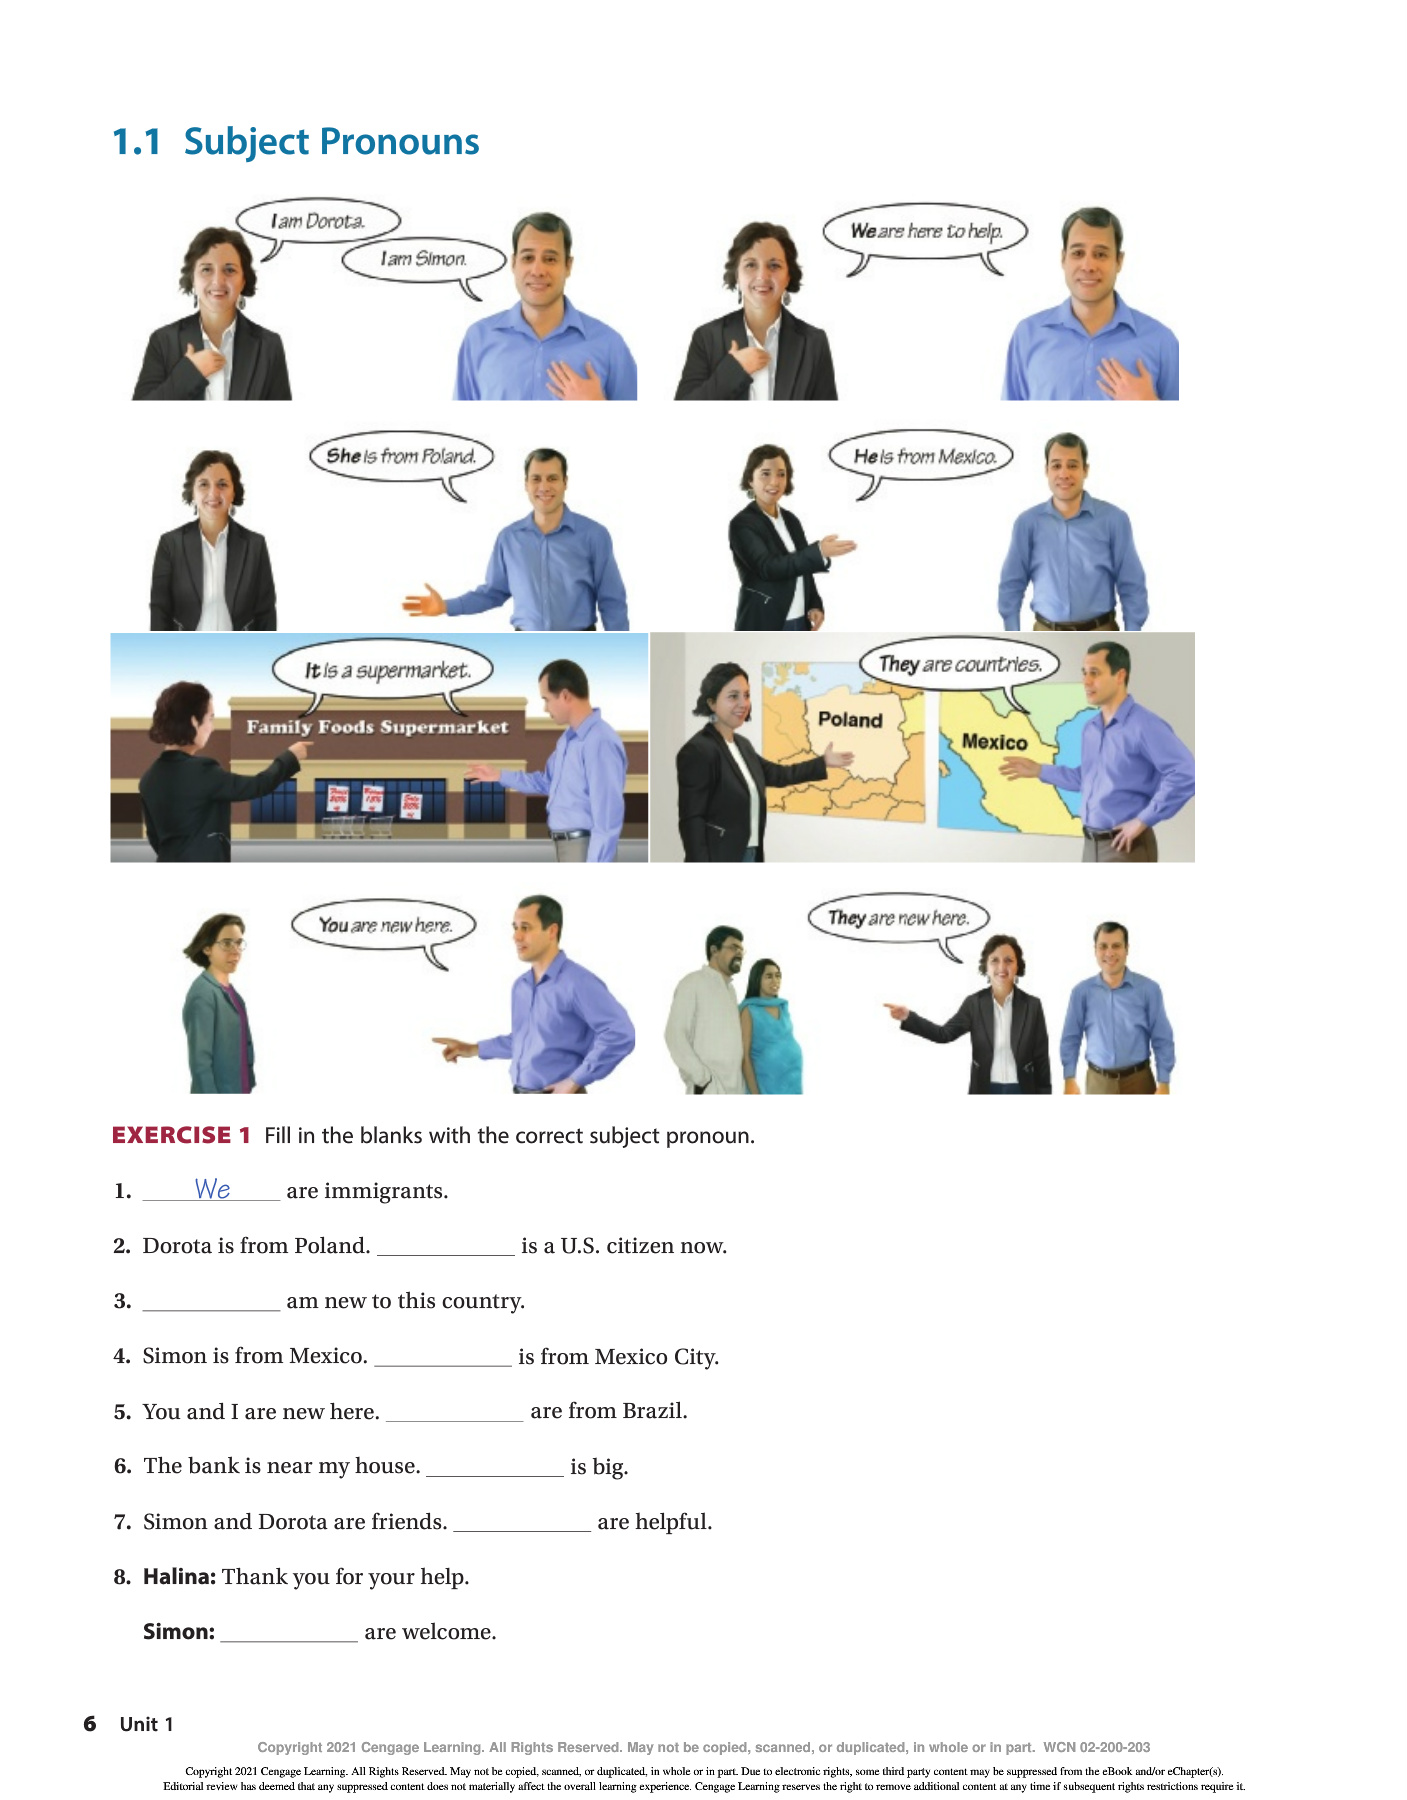 1.1 Subject Pronouns
I am Dorota.
I am Simon.
We are here to help.
She is from Poland.
He is from Mexico.
It is a supermarket.
Family Foods Supermarket
They are countries.
Poland
Mexico
You are new here.
They are new here.
EXERCISE 1 Fill in the blanks with the correct subject pronoun.
1. We are immigrants.
2. Dorota is from Poland. ____________ is a U.S. citizen now.
3. ____________ am new to this country.
4. Simon is from Mexico. ____________ is from Mexico City.
5. You and I are new here. ____________ are from Brazil.
6. The bank is near my house. ____________ is big.
7. Simon and Dorota are friends. ____________ are helpful.
8. Halina: Thank you for your help.
Simon: ____________ are welcome.
6 Unit 1
Copyright 2021 Cengage Learning. All Rights Reserved. May not be copied, scanned, or duplicated, in whole or in part. WCN 02-200-203
Copyright 2021 Cengage Learning. All Rights Reserved. May not be copied, scanned, or duplicated, in whole or in part. Due to electronic rights, some third party content may be suppressed from the eBook and/or eChapter(s).
Editorial review has deemed that any suppressed content does not materially affect the overall learning experience. Cengage Learning reserves the right to remove additional content at any time if subsequent rights restrictions require it.